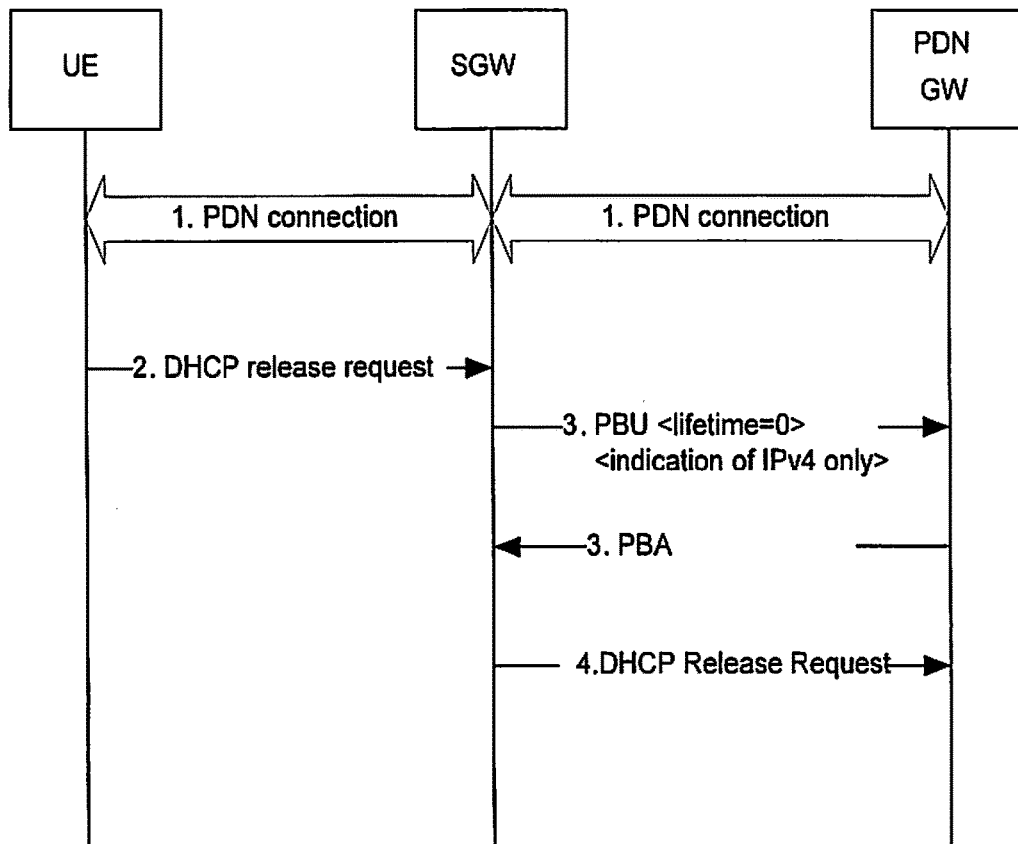 UE
SGW
PDN
GW
1. PDN connection
1. PDN connection
2. DHCP release request
3. PBU <lifetime=0>
<indication of IPv4 only>
3. PBA
4.DHCP Release Request